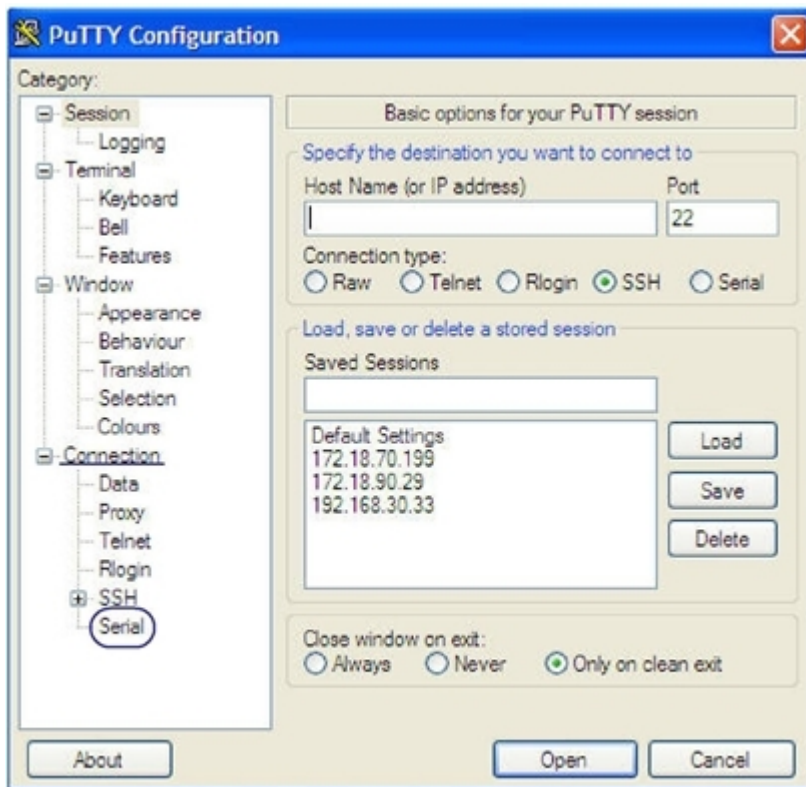 PuTTY Configuration
Category:
Session
Logging
Terminal
Keyboard
Bell
Features
Window
Appearance
Behaviour
Translation
Selection
Colours
Connection
Data
Proxy
Telnet
Rlogin
SSH
Serial
Basic options for your PuTTY session
Specify the destination you want to connect to
Host Name (or IP address) Port
22
Connection type:
Raw Telnet Rlogin SSH Serial
Load, save or delete a stored session
Saved Sessions
Default Settings
172.18.70.199
172.18.90.29
192.168.30.33
Load
Save
Delete
Close window on exit:
Always Never Only on clean exit
About Open Cancel